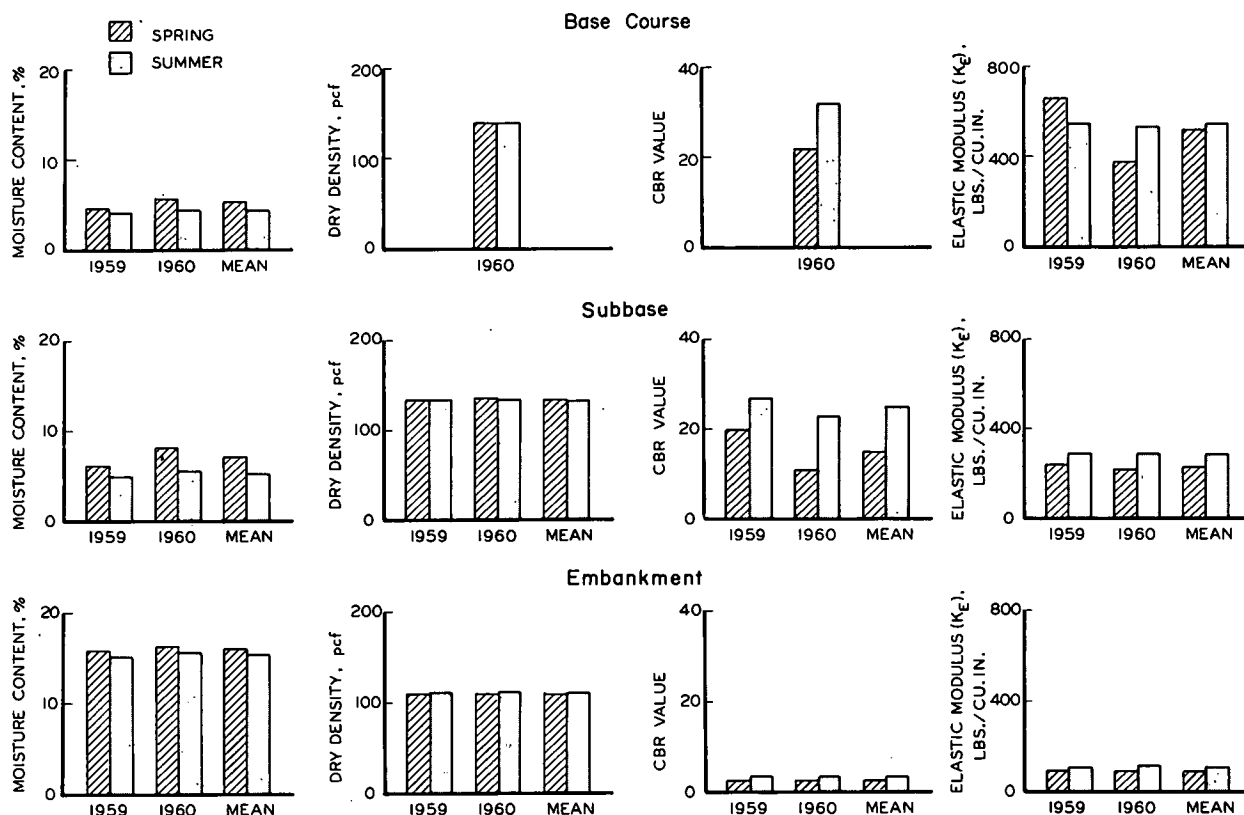 Base Course
SPRING
SUMMER
MOISTURE CONTENT, %
20
10
0
1959 1960 MEAN
DRY DENSITY, pcf
200
100
0
1960
CBR VALUE
40
20
0
1960
ELASTIC MODULUS (KE),
LBS./CU. IN.
800
400
0
1959 1960 MEAN
Subbase
MOISTURE CONTENT, %
20
10
0
1959 1960 MEAN
DRY DENSITY, pcf
200
100
0
1959 1960 MEAN
CBR VALUE
40
20
0
1959 1960 MEAN
ELASTIC MODULUS (KE),
LBS./CU. IN.
800
400
0
1959 1960 MEAN
Embankment
MOISTURE CONTENT, %
20
10
0
1959 1960 MEAN
DRY DENSITY, pcf
200
100
0
1959 1960 MEAN
CBR VALUE
40
20
0
1959 1960 MEAN
ELASTIC MODULUS (KE),
LBS./CU. IN.
800
400
0
1959 1960 MEAN